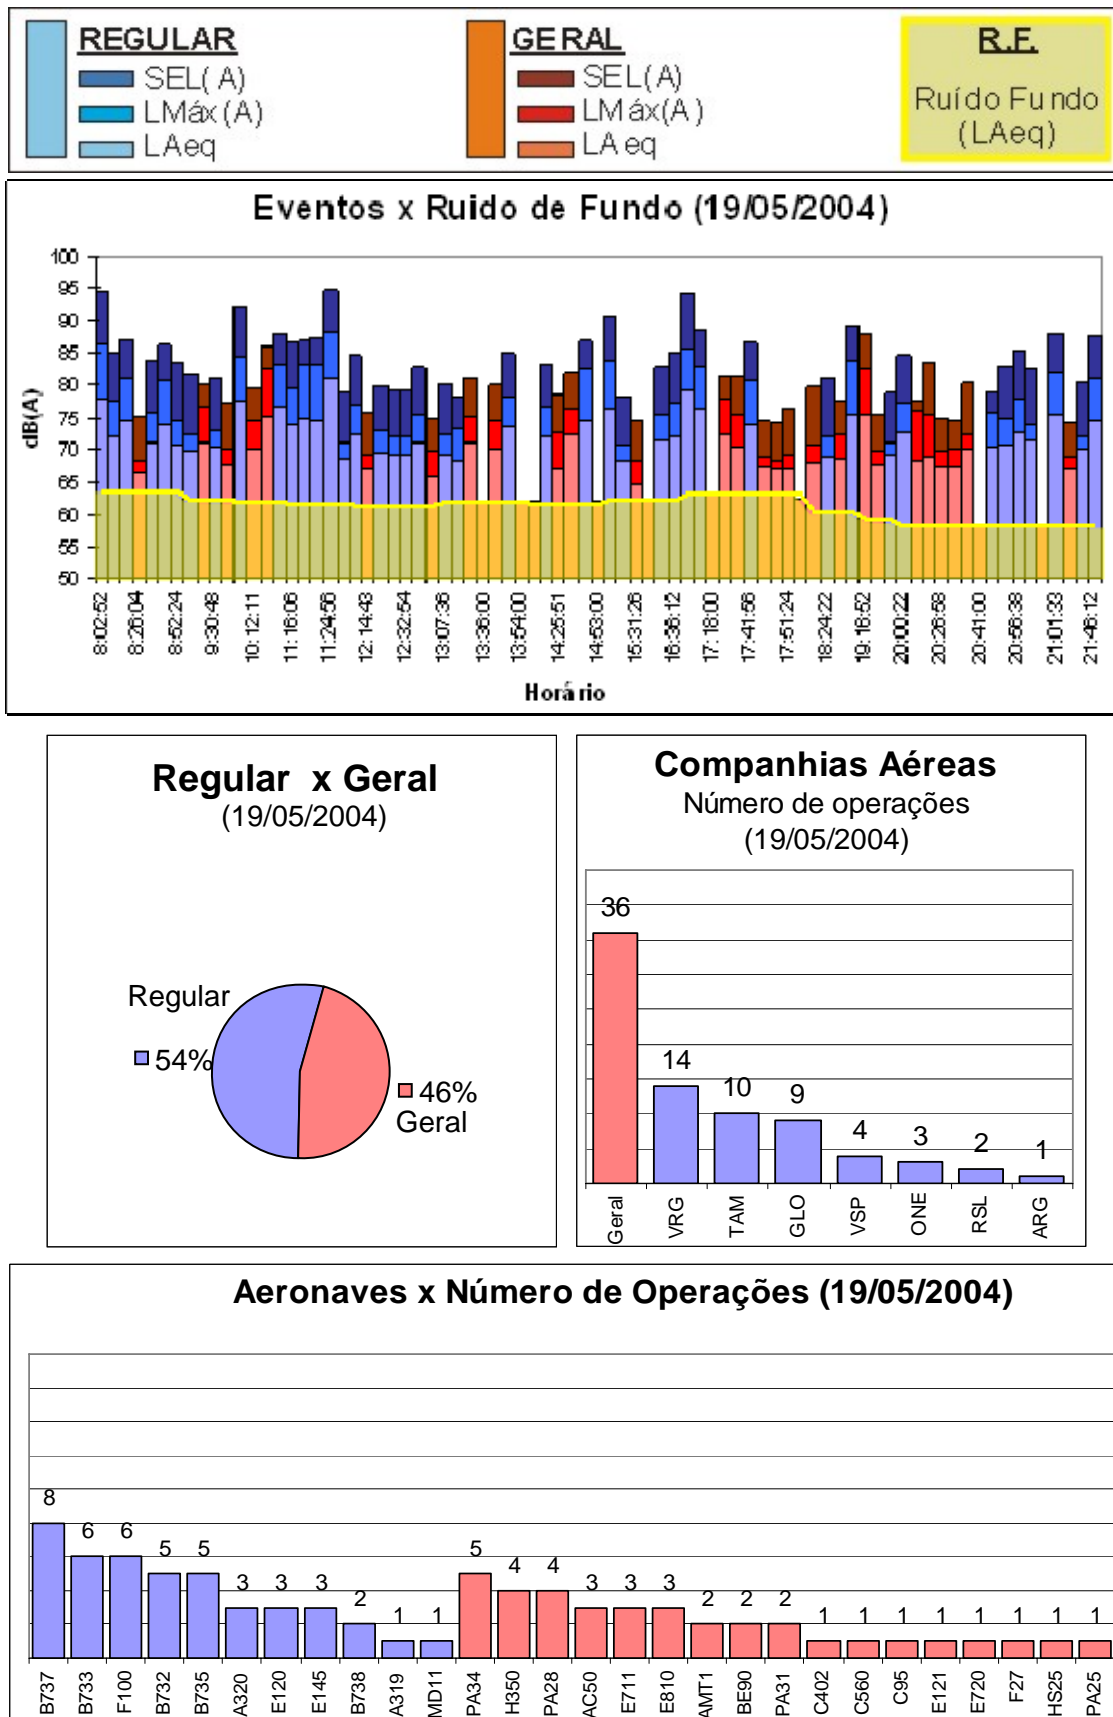 REGULAR
SEL(A)
LMáx(A)
LAeq
GERAL
SEL(A)
LMáx(A)
LAeq
R.F.
Ruído Fundo
(LAeq)
Eventos x Ruido de Fundo (19/05/2004)
dB(A)
100
95
90
85
80
75
70
65
60
55
50
8:02:52
8:26:04
8:52:24
9:30:48
10:12:11
11:16:06
11:24:56
12:14:43
12:32:54
13:07:36
13:36:00
13:54:00
14:25:51
14:53:00
15:31:26
16:36:12
17:18:00
17:41:56
17:51:24
18:24:22
19:16:52
20:00:22
20:26:58
20:41:00
20:56:38
21:01:33
21:46:12
Horário
Regular x Geral
(19/05/2004)
Regular
54%
46%
Geral
Companhias Aéreas
Número de operações
(19/05/2004)
36
14
10
9
4
3
2
1
Geral
VRG
TAM
GLO
VSP
ONE
RSL
ARG
Aeronaves x Número de Operações (19/05/2004)
8 6 6 5 5 3 3 3 2 1 1 5 4 4 3 3 3 2 2 2 1 1 1 1 1 1 1 1
B737
B733
F100
B732
B735
A320
E120
E145
B738
A319
MD11
PA34
H350
PA28
AC50
E711
E810
AMT1
BE90
PA31
C402
C560
C95
E121
E720
F27
HS25
PA25